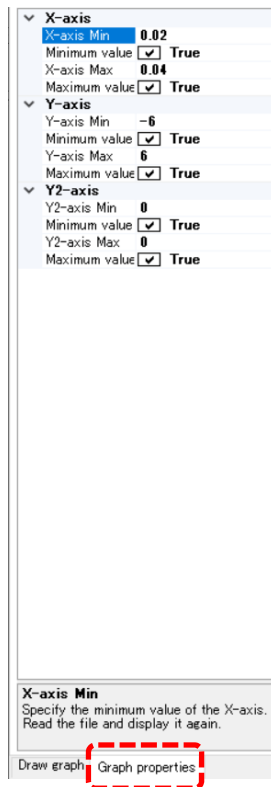 X-axis
X-axis Min 0.02
Minimum value True
X-axis Max 0.04
Maximum value True
Y-axis
Y-axis Min -6
Minimum value True
Y-axis Max 6
Maximum value True
Y2-axis
Y2-axis Min 0
Minimum value True
Y2-axis Max 0
Maximum value True
X-axis Min
Specify the minimum value of the X-axis.
Read the file and display it again.
Draw graph Graph properties